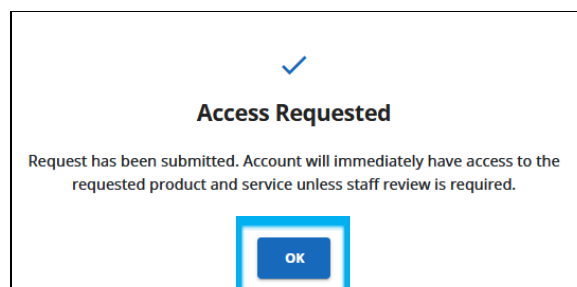 Access Requested
Request has been submitted. Account will immediately have access to the
requested product and service unless staff review is required.
OK